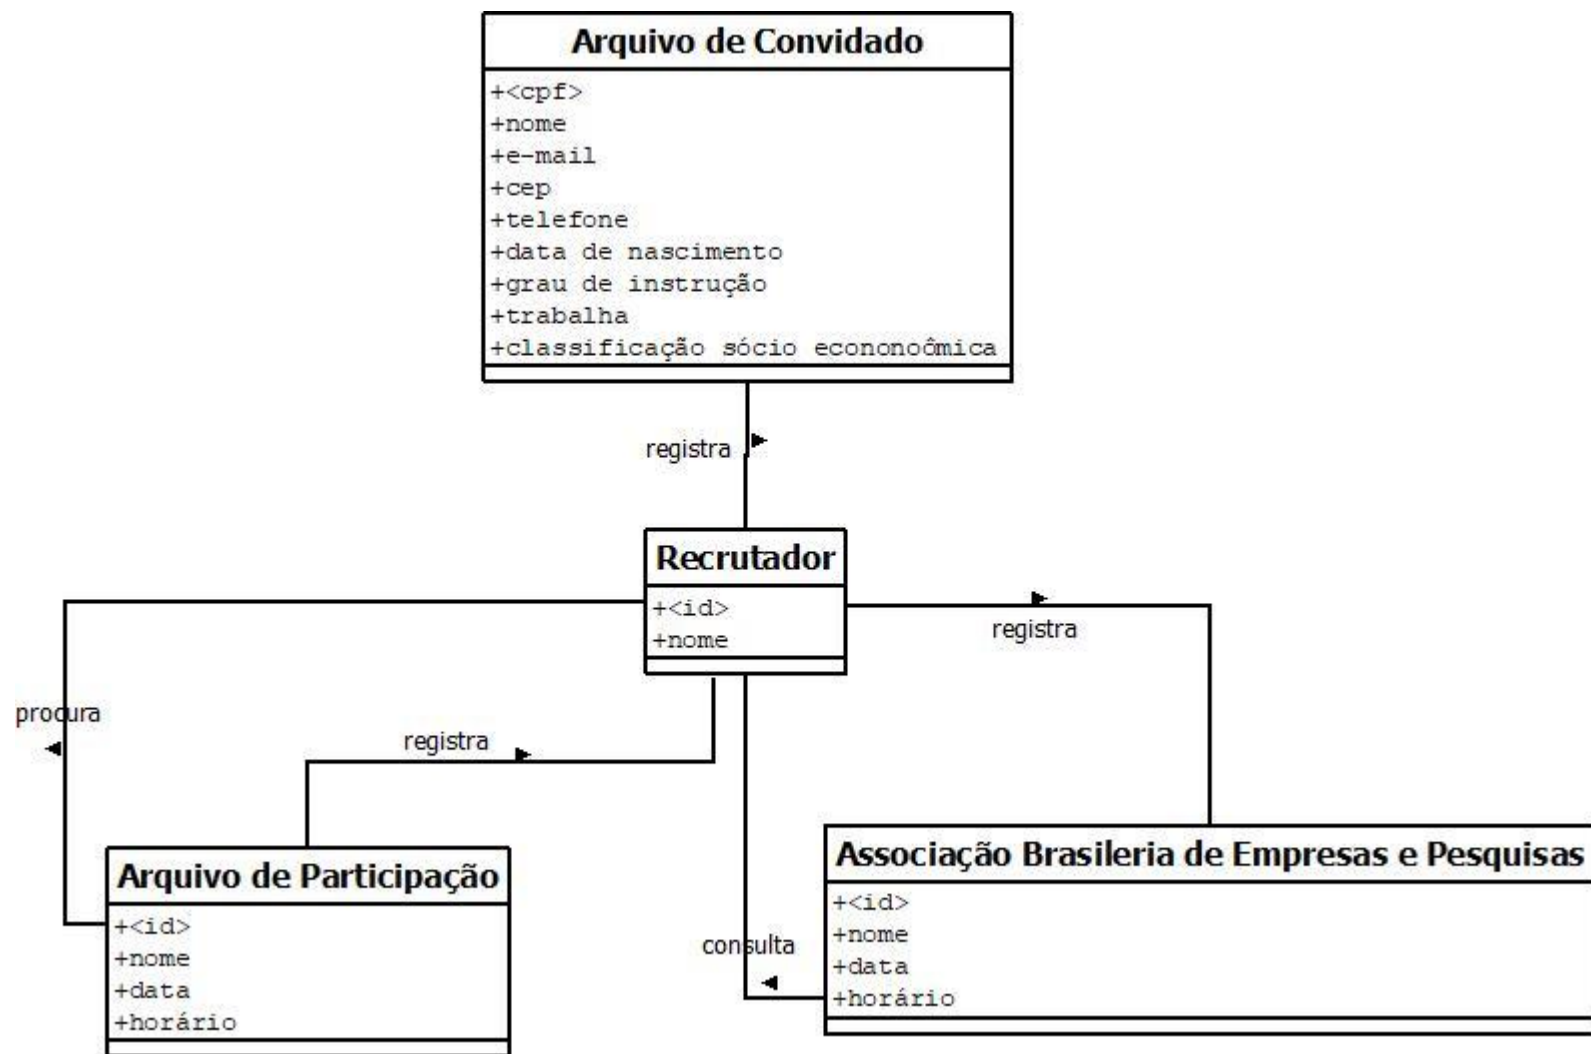 Arquivo de Convidado
+<cpf>
+nome
+e-mail
+cep
+telefone
+data de nascimento
+grau de instrução
+trabalha
+classificação sócio econonoômica
registra
Recrutador
+<id>
+nome
registra
procura
registra
Arquivo de Participação
+<id>
+nome
+data
+horário
Associação Brasileria de Empresas e Pesquisas
+<id>
+nome
+data
+horário
consulta